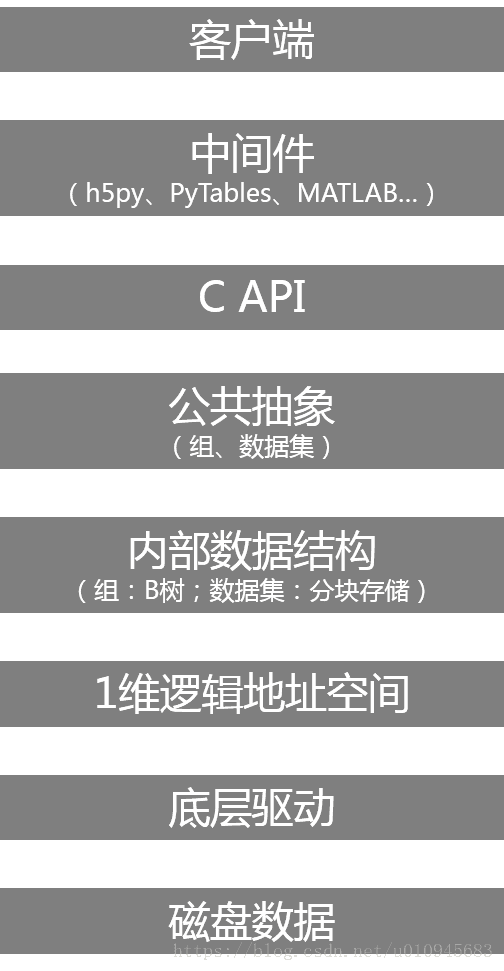 客户端
中间件
（h5py、PyTables、MATLAB...）
C API
公共抽象
（组、数据集）
内部数据结构
（组：B树；数据集：分块存储）
1维逻辑地址空间
底层驱动
磁盘数据
https://blog.csdn.net/u010945683